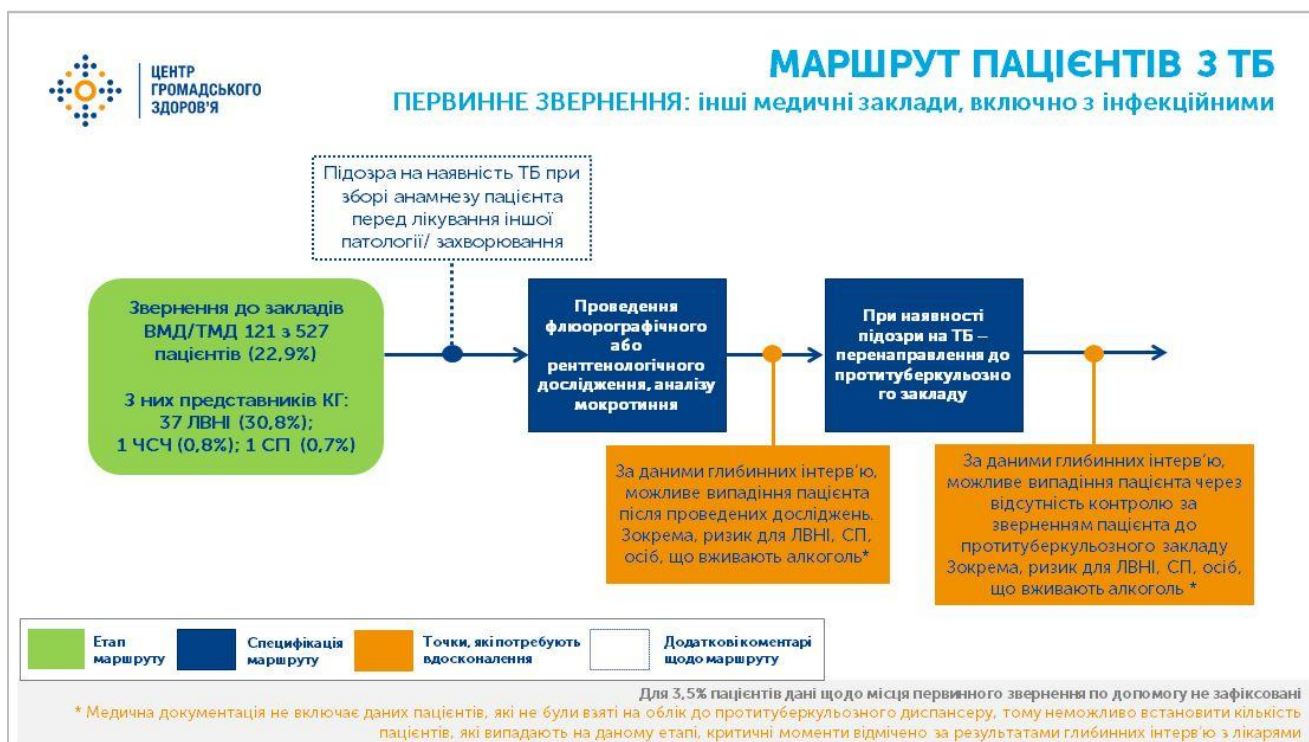 ЦЕНТР
ГРОМАДСЬКОГО
ЗДОРОВ'Я
МАРШРУТ ПАЦІЄНТІВ З ТБ
ПЕРВИННЕ ЗВЕРНЕННЯ: інші медичні заклади, включно з інфекційними
Підозра на наявність ТБ при
зборі анамнезу пацієнта
перед лікування іншої
патології/ захворювання
Звернення до закладів
ВМД/ТМД 121 з 527
пацієнтів (22,9%)
З них представників КГ:
37 ЛВНІ (30,8%);
1 ЧСЧ (0,8%); 1 СП (0,7%)
Проведення
флюорографічного
або
рентгенологічного
дослідження, аналізу
мокротиння
При наявності
підозри на ТБ –
перенаправлення до
протитуберкульозно
го закладу
За даними глибинних інтерв'ю,
можливе випадіння пацієнта
після проведених досліджень.
Зокрема, ризик для ЛВНІ, СП,
осіб, що вживають алкоголь*
За даними глибинних інтерв'ю,
можливе випадіння пацієнта через
відсутність контролю за
зверненням пацієнта до
протитуберкульозного закладу
Зокрема, ризик для ЛВНІ, СП, осіб,
що вживають алкоголь *
Етап
маршруту
Специфікація
маршруту
Точки, які потребують
вдосконалення
Додаткові коментарі
щодо маршруту
Для 3,5% пацієнтів дані щодо місця первинного звернення по допомогу не зафіксовані
* Медична документація не включає даних пацієнтів, які не були взяті на облік до протитуберкульозного диспансеру, тому неможливо встановити кількість
пацієнтів, які випадають на даному етапі, критичні моменти відмічено за результатами глибинних інтерв'ю з лікарями